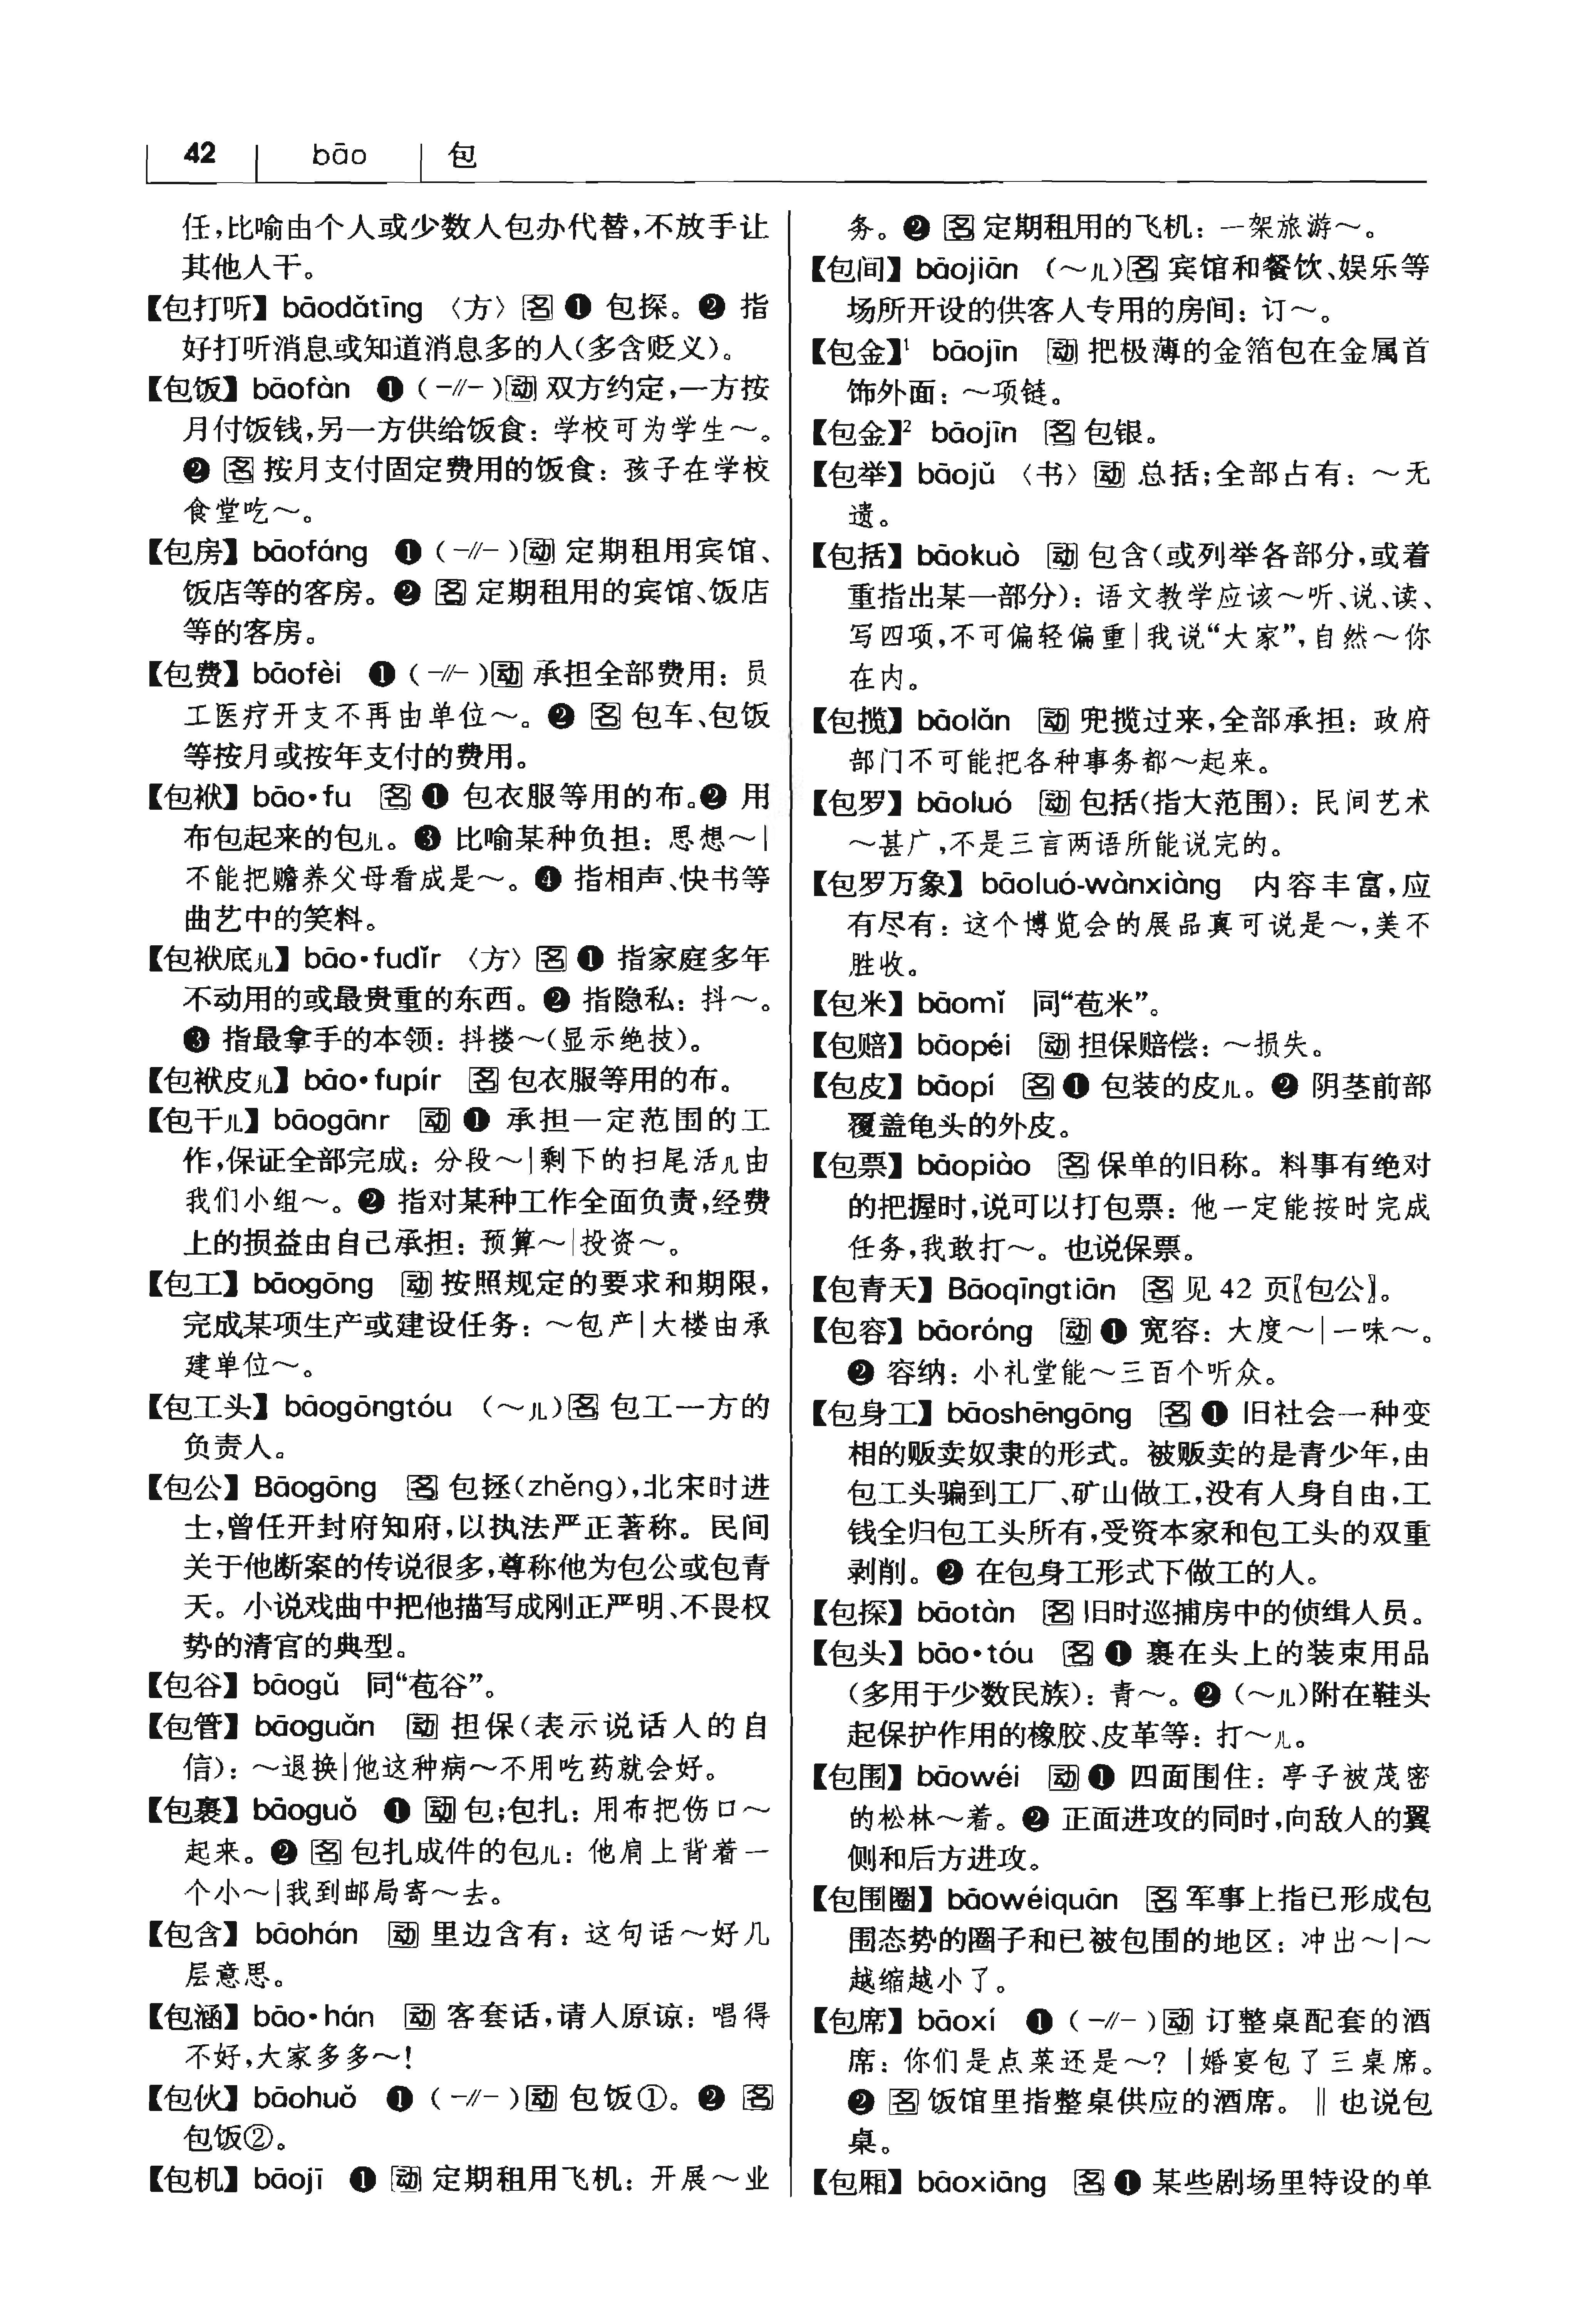 42 bāo 包
任,比喻由个人或少数人包办代替,不放手让
其他人干。
【包打听】bāodǎtīng 〈方〉名❶ 包探。❷ 指
好打听消息或知道消息多的人(多含贬义)。
【包饭】bāofàn ❶(-//-)动 双方约定,一方按
月付饭钱,另一方供给饭食:学校可为学生～。
❷ 名 按月支付固定费用的饭食:孩子在学校
食堂吃～。
【包房】bāofáng ❶(-//-)动 定期租用宾馆、
饭店等的客房。❷ 名 定期租用的宾馆、饭店
等的客房。
【包费】bāofèi ❶(-//-)动 承担全部费用:员
工医疗开支不再由单位～。❷ 名 包车、包饭
等按月或按年支付的费用。
【包袱】bāo•fu 名❶ 包衣服等用的布。❷ 用
布包起来的包儿。❸ 比喻某种负担:思想～|
不能把赡养父母看成是～。❹ 指相声、快书等
曲艺中的笑料。
【包袱底儿】bāo•fudǐr 〈方〉名❶ 指家庭多年
不动用的或最贵重的东西。❷ 指隐私:抖～。
❸ 指最拿手的本领:抖搂～(显示绝技)。
【包袱皮儿】bāo•fupír 名 包衣服等用的布。
【包干儿】bāogānr 动❶ 承担一定范围的工
作,保证全部完成:分段～|剩下的扫尾活儿由
我们小组～。❷ 指对某种工作全面负责,经费
上的损益由自己承担:预算～|投资～。
【包工】bāogōng 动 按照规定的要求和期限,
完成某项生产或建设任务:～包产|大楼由承
建单位～。
【包工头】bāogōngtóu (～儿)名 包工一方的
负责人。
【包公】Bāogōng 名 包拯(zhěng),北宋时进
士,曾任开封府知府,以执法严正著称。民间
关于他断案的传说很多,尊称他为包公或包青
天。小说戏曲中把他描写成刚正严明、不畏权
势的清官的典型。
【包谷】bāogǔ 同“苞谷”。
【包管】bāoguǎn 动 担保(表示说话人的自
信):～退换|他这种病～不用吃药就会好。
【包裹】bāoguǒ ❶ 动 包;包扎:用布把伤口～
起来。❷ 名 包扎成件的包儿:他肩上背着一
个小～|我到邮局寄～去。
【包含】bāohán 动 里边含有:这句话～好几
层意思。
【包涵】bāo•hán 动 客套话,请人原谅:唱得
不好,大家多多～!
【包伙】bāohuǒ ❶(-//-)动 包饭①。❷ 名
包饭②。
【包机】bāojī ❶ 动 定期租用飞机:开展～业
务。❷ 名 定期租用的飞机:一架旅游～。
【包间】bāojiān (～儿)名 宾馆和餐饮、娱乐等
场所开设的供客人专用的房间:订～。
【包金】¹ bāojīn 动 把极薄的金箔包在金属首
饰外面:～项链。
【包金】² bāojīn 名 包银。
【包举】bāojǔ 〈书〉动 总括;全部占有:～无
遗。
【包括】bāokuò 动 包含(或列举各部分,或着
重指出某一部分):语文教学应该～听、说、读、
写四项,不可偏轻偏重|我说“大家”,自然～你
在内。
【包揽】bāolǎn 动 兜揽过来,全部承担:政府
部门不可能把各种事务都～起来。
【包罗】bāoluó 动 包括(指大范围):民间艺术
～甚广,不是三言两语所能说完的。
【包罗万象】bāoluó-wànxiàng 内容丰富,应
有尽有:这个博览会的展品真可说是～,美不
胜收。
【包米】bāomǐ 同“苞米”。
【包赔】bāopéi 动 担保赔偿:～损失。
【包皮】bāopí 名❶ 包装的皮儿。❷ 阴茎前部
覆盖龟头的外皮。
【包票】bāopiào 名 保单的旧称。料事有绝对
的把握时,说可以打包票:他一定能按时完成
任务,我敢打～。也说保票。
【包青天】Bāoqīngtiān 名 见 42 页〖包公〗。
【包容】bāoróng 动❶ 宽容:大度～|一味～。
❷ 容纳:小礼堂能～三百个听众。
【包身工】bāoshēngōng 名❶ 旧社会一种变
相的贩卖奴隶的形式。被贩卖的是青少年,由
包工头骗到工厂、矿山做工,没有人身自由,工
钱全归包工头所有,受资本家和包工头的双重
剥削。❷ 在包身工形式下做工的人。
【包探】bāotàn 名 旧时巡捕房中的侦缉人员。
【包头】bāo•tóu 名❶ 裹在头上的装束用品
(多用于少数民族):青～。❷(～儿)附在鞋头
起保护作用的橡胶、皮革等:打～儿。
【包围】bāowéi 动❶ 四面围住:亭子被茂密
的松林～着。❷ 正面进攻的同时,向敌人的翼
侧和后方进攻。
【包围圈】bāowéiquān 名 军事上指已形成包
围态势的圈子和已被包围的地区:冲出～|～
越缩越小了。
【包席】bāoxí ❶(-//-)动 订整桌配套的酒
席:你们是点菜还是～?|婚宴包了三桌席。
❷ 名 饭馆里指整桌供应的酒席。‖也说包
桌。
【包厢】bāoxiāng 名❶ 某些剧场里特设的单